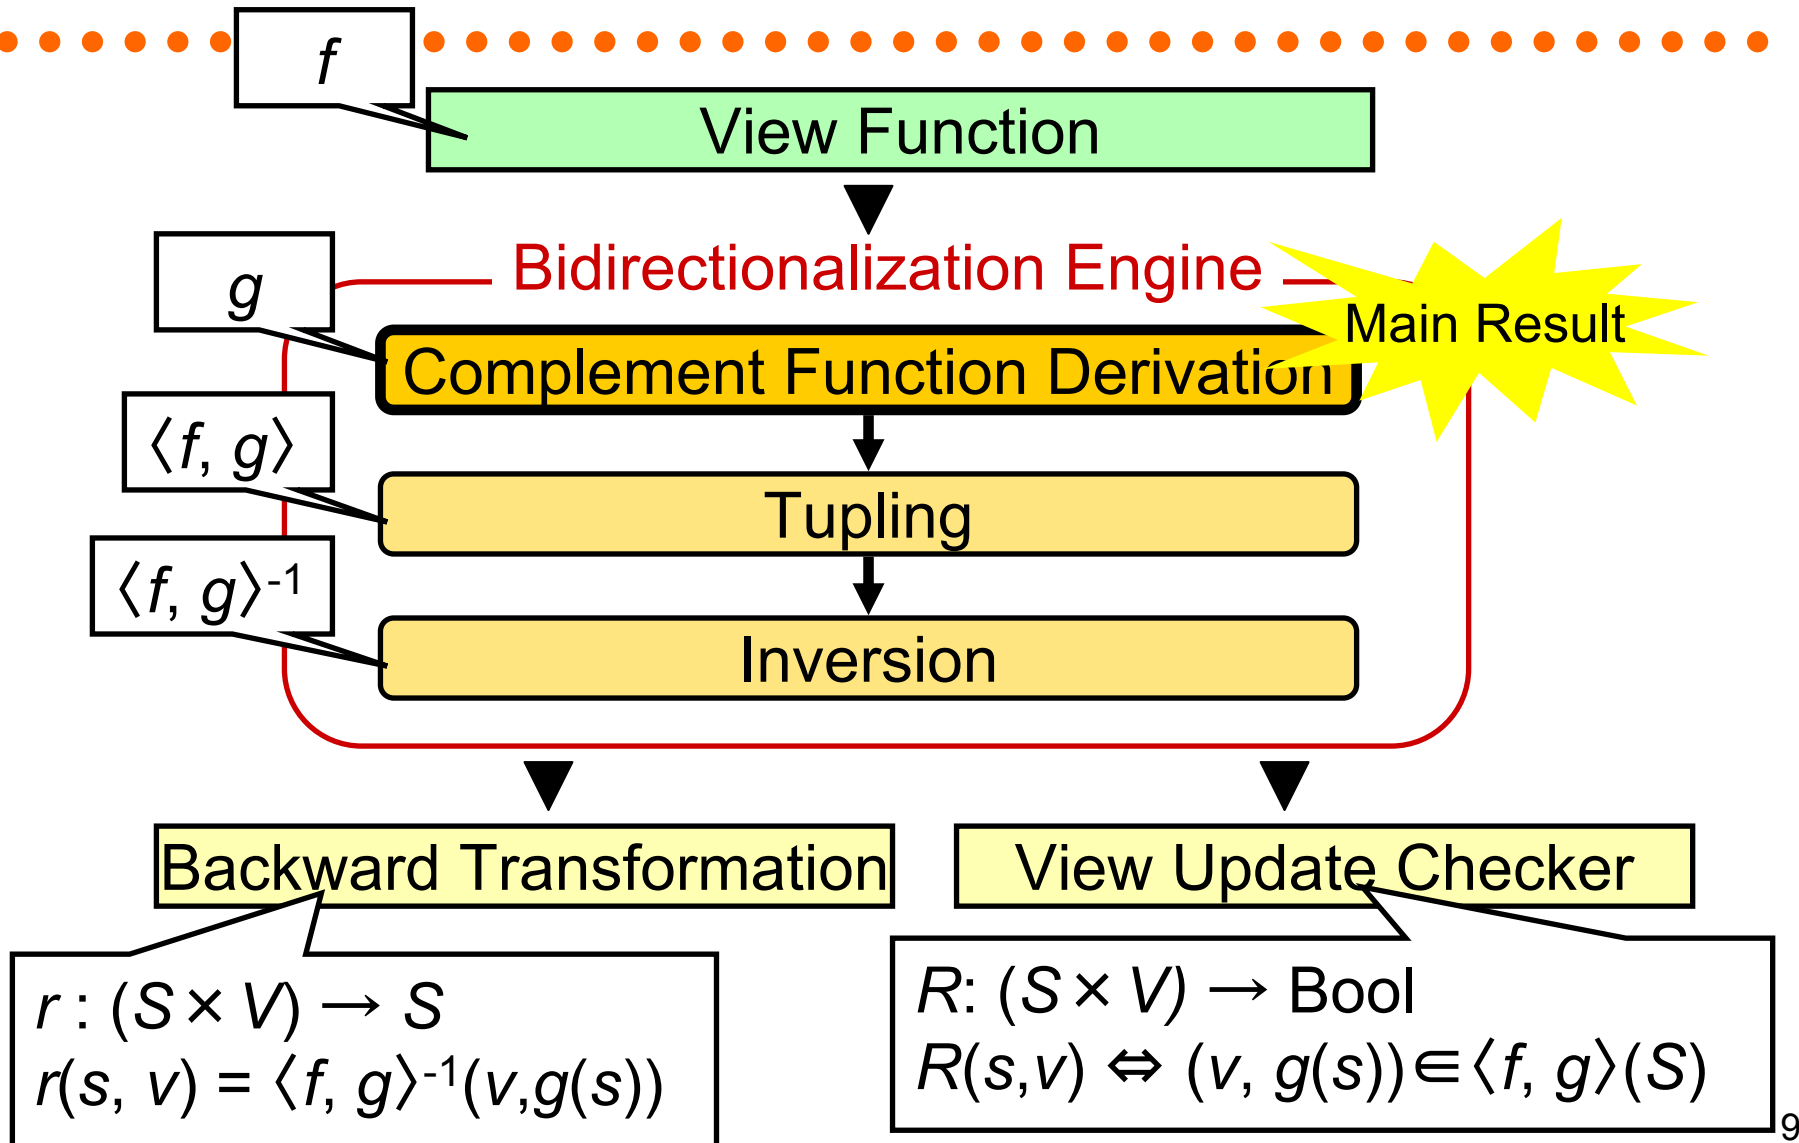 f
View Function
Bidirectionalization Engine
g
Main Result
Complement Function Derivation
⟨f, g⟩
Tupling
⟨f, g⟩-1
Inversion
Backward Transformation
View Update Checker
r : (S × V) → S
r(s, v) = ⟨f, g⟩-1(v,g(s))
R: (S × V) → Bool
R(s,v) ⇔ (v, g(s))∈⟨f, g⟩(S)
9